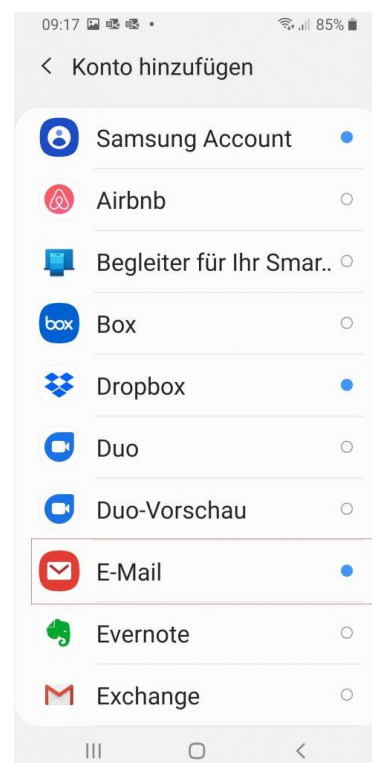 09:17 85%
Konto hinzufügen
Samsung Account
Airbnb
Begleiter für Ihr Smar..
box Box
Dropbox
Duo
Duo-Vorschau
E-Mail
Evernote
Exchange